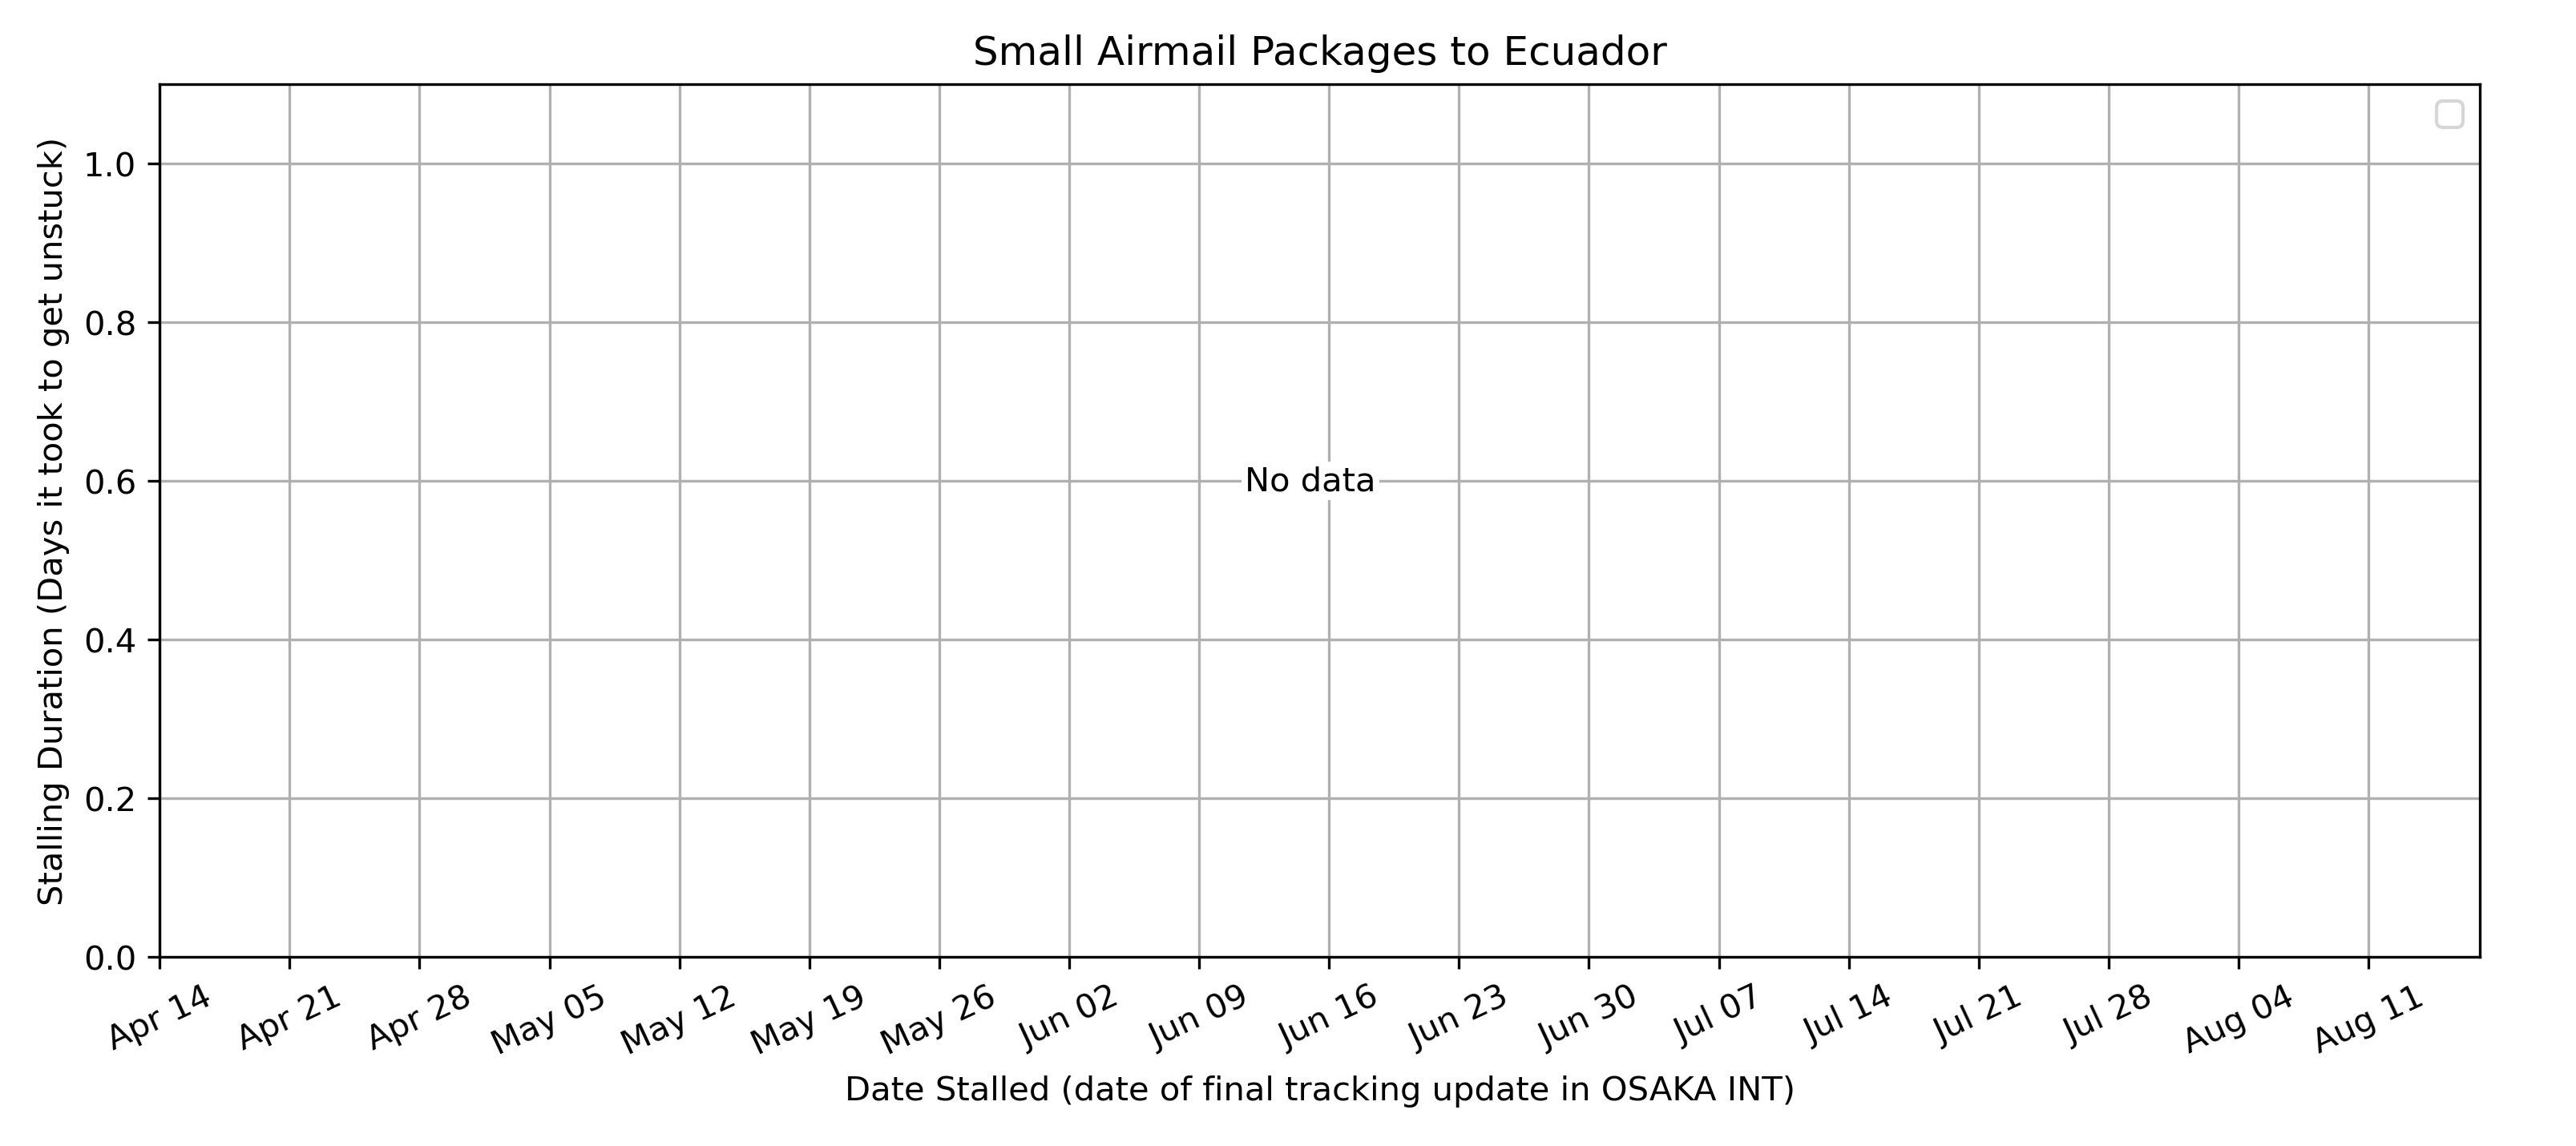 Small Airmail Packages to Ecuador
Stalling Duration (Days it took to get unstuck)
1.0
0.8
0.6
0.4
0.2
0.0
No data
Apr 14
Apr 21
Apr 28
May 05
May 12
May 19
May 26
Jun 02
Jun 09
Jun 16
Jun 23
Jun 30
Jul 07
Jul 14
Jul 21
Jul 28
Aug 04
Aug 11
Date Stalled (date of final tracking update in OSAKA INT)